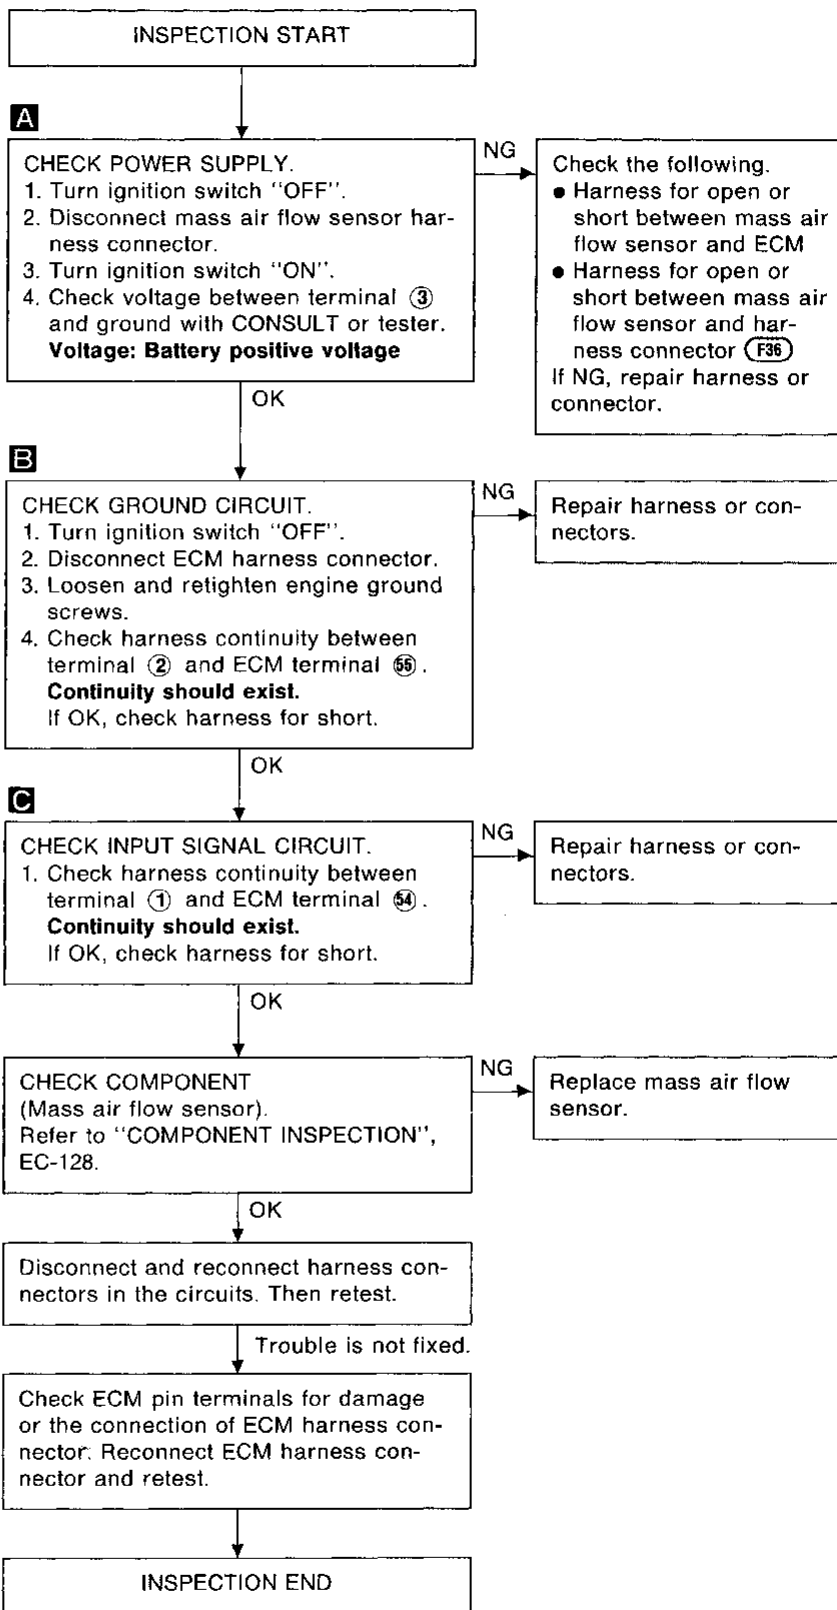 INSPECTION START
A
CHECK POWER SUPPLY.
1. Turn ignition switch "OFF".
2. Disconnect mass air flow sensor har-
ness connector.
3. Turn ignition switch "ON".
4. Check voltage between terminal ③
and ground with CONSULT or tester.
Voltage: Battery positive voltage
NG
Check the following.
● Harness for open or
short between mass air
flow sensor and ECM
● Harness for open or
short between mass air
flow sensor and har-
ness connector F36
If NG, repair harness or
connector.
OK
B
CHECK GROUND CIRCUIT.
1. Turn ignition switch "OFF".
2. Disconnect ECM harness connector.
3. Loosen and retighten engine ground
screws.
4. Check harness continuity between
terminal ② and ECM terminal 55.
Continuity should exist.
If OK, check harness for short.
NG
Repair harness or con-
nectors.
OK
C
CHECK INPUT SIGNAL CIRCUIT.
1. Check harness continuity between
terminal ① and ECM terminal 54.
Continuity should exist.
If OK, check harness for short.
NG
Repair harness or con-
nectors.
OK
CHECK COMPONENT
(Mass air flow sensor).
Refer to "COMPONENT INSPECTION",
EC-128.
NG
Replace mass air flow
sensor.
OK
Disconnect and reconnect harness con-
nectors in the circuits. Then retest.
Trouble is not fixed.
Check ECM pin terminals for damage
or the connection of ECM harness con-
nector. Reconnect ECM harness con-
nector and retest.
INSPECTION END